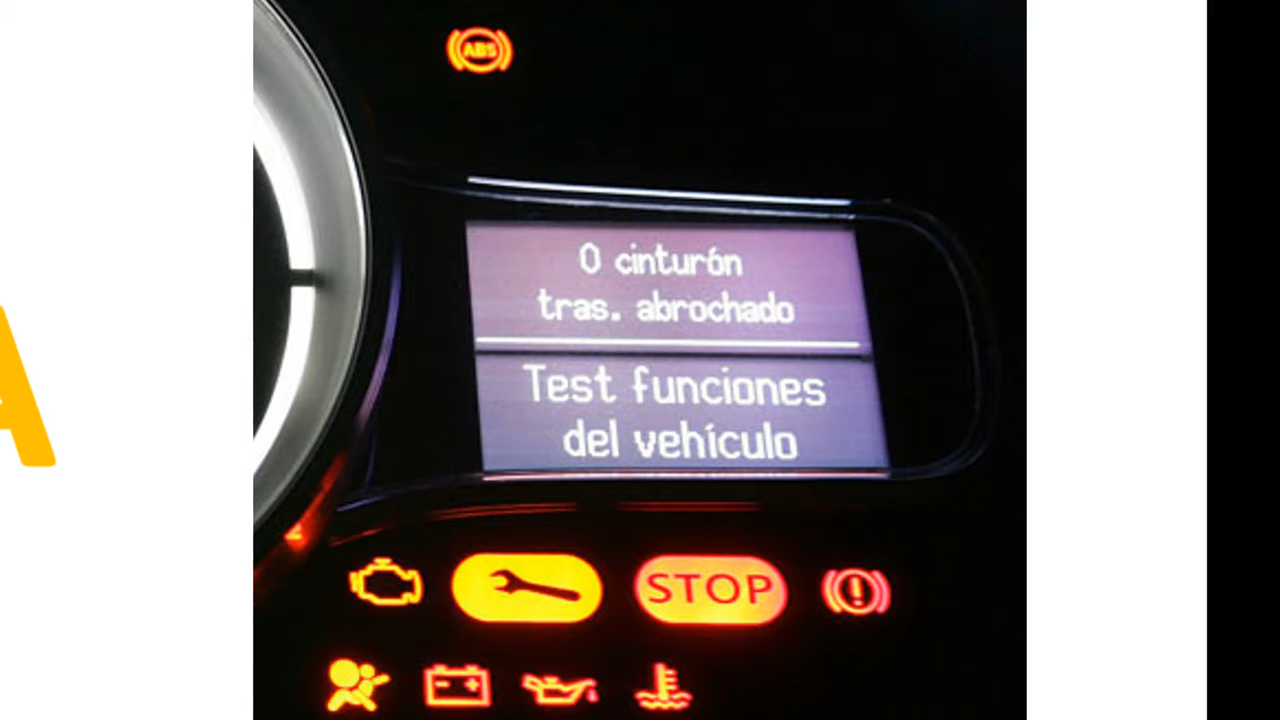 A
ABS
0 cinturón
tras. abrochado
Test funciones
del vehículo
STOP